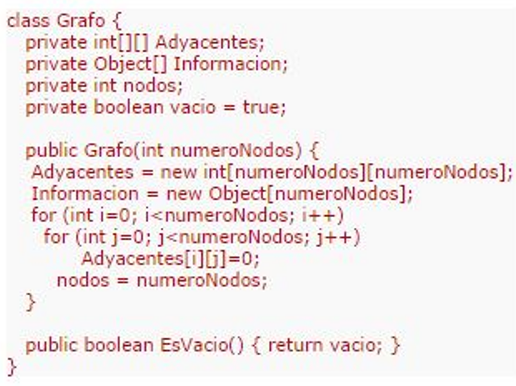 class Grafo {
private int[][] Adyacentes;
private Object[] Informacion;
private int nodos;
private boolean vacio = true;
public Grafo(int numeroNodos) {
Adyacentes = new int[numeroNodos][numeroNodos];
Informacion = new Object[numeroNodos];
for (int i=0; i<numeroNodos; i++)
for (int j=0; j<numeroNodos; j++)
Adyacentes[i][j]=0;
nodos = numeroNodos;
}
public boolean EsVacio() { return vacio; }
}